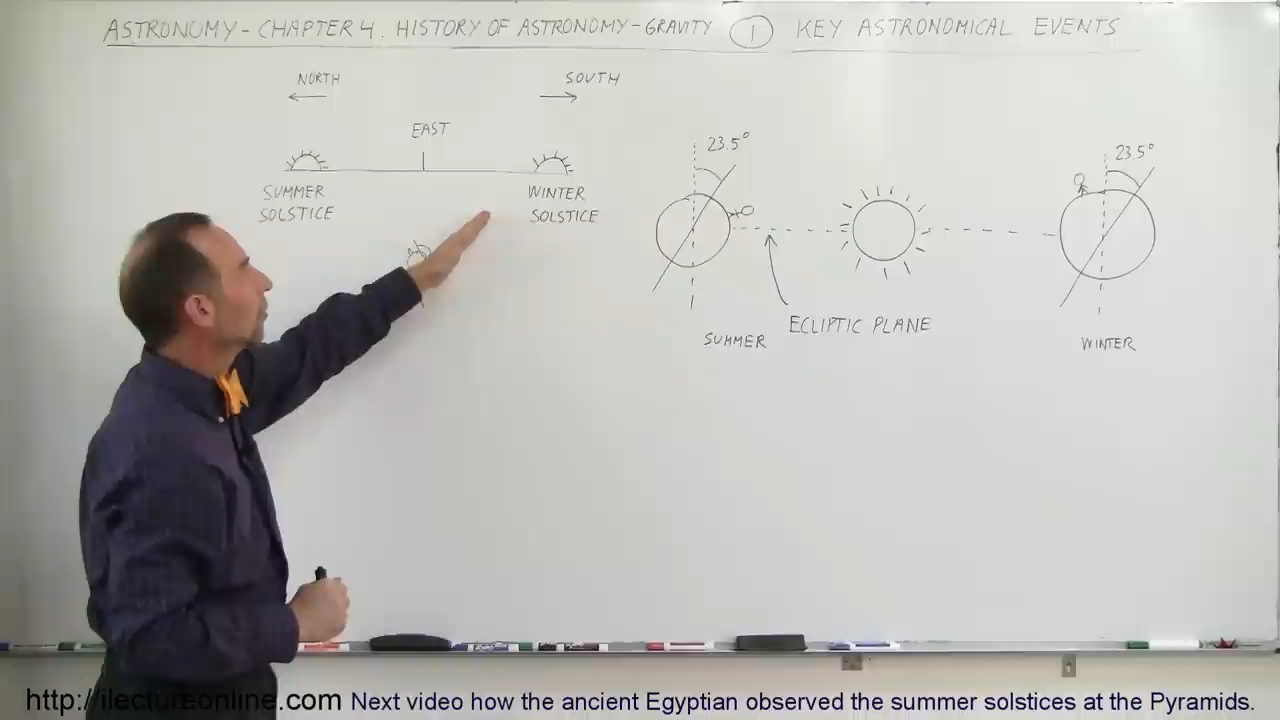 ASTRONOMY - CHAPTER 4. HISTORY OF ASTRONOMY - GRAVITY 1 KEY ASTRONOMICAL EVENTS
NORTH
SOUTH
EAST
SUMMER
SOLSTICE
WINTER
SOLSTICE
23.5°
23.5°
ECLIPTIC PLANE
SUMMER
WINTER
http://ilectureonline.com Next video how the ancient Egyptian observed the summer solstices at the Pyramids.